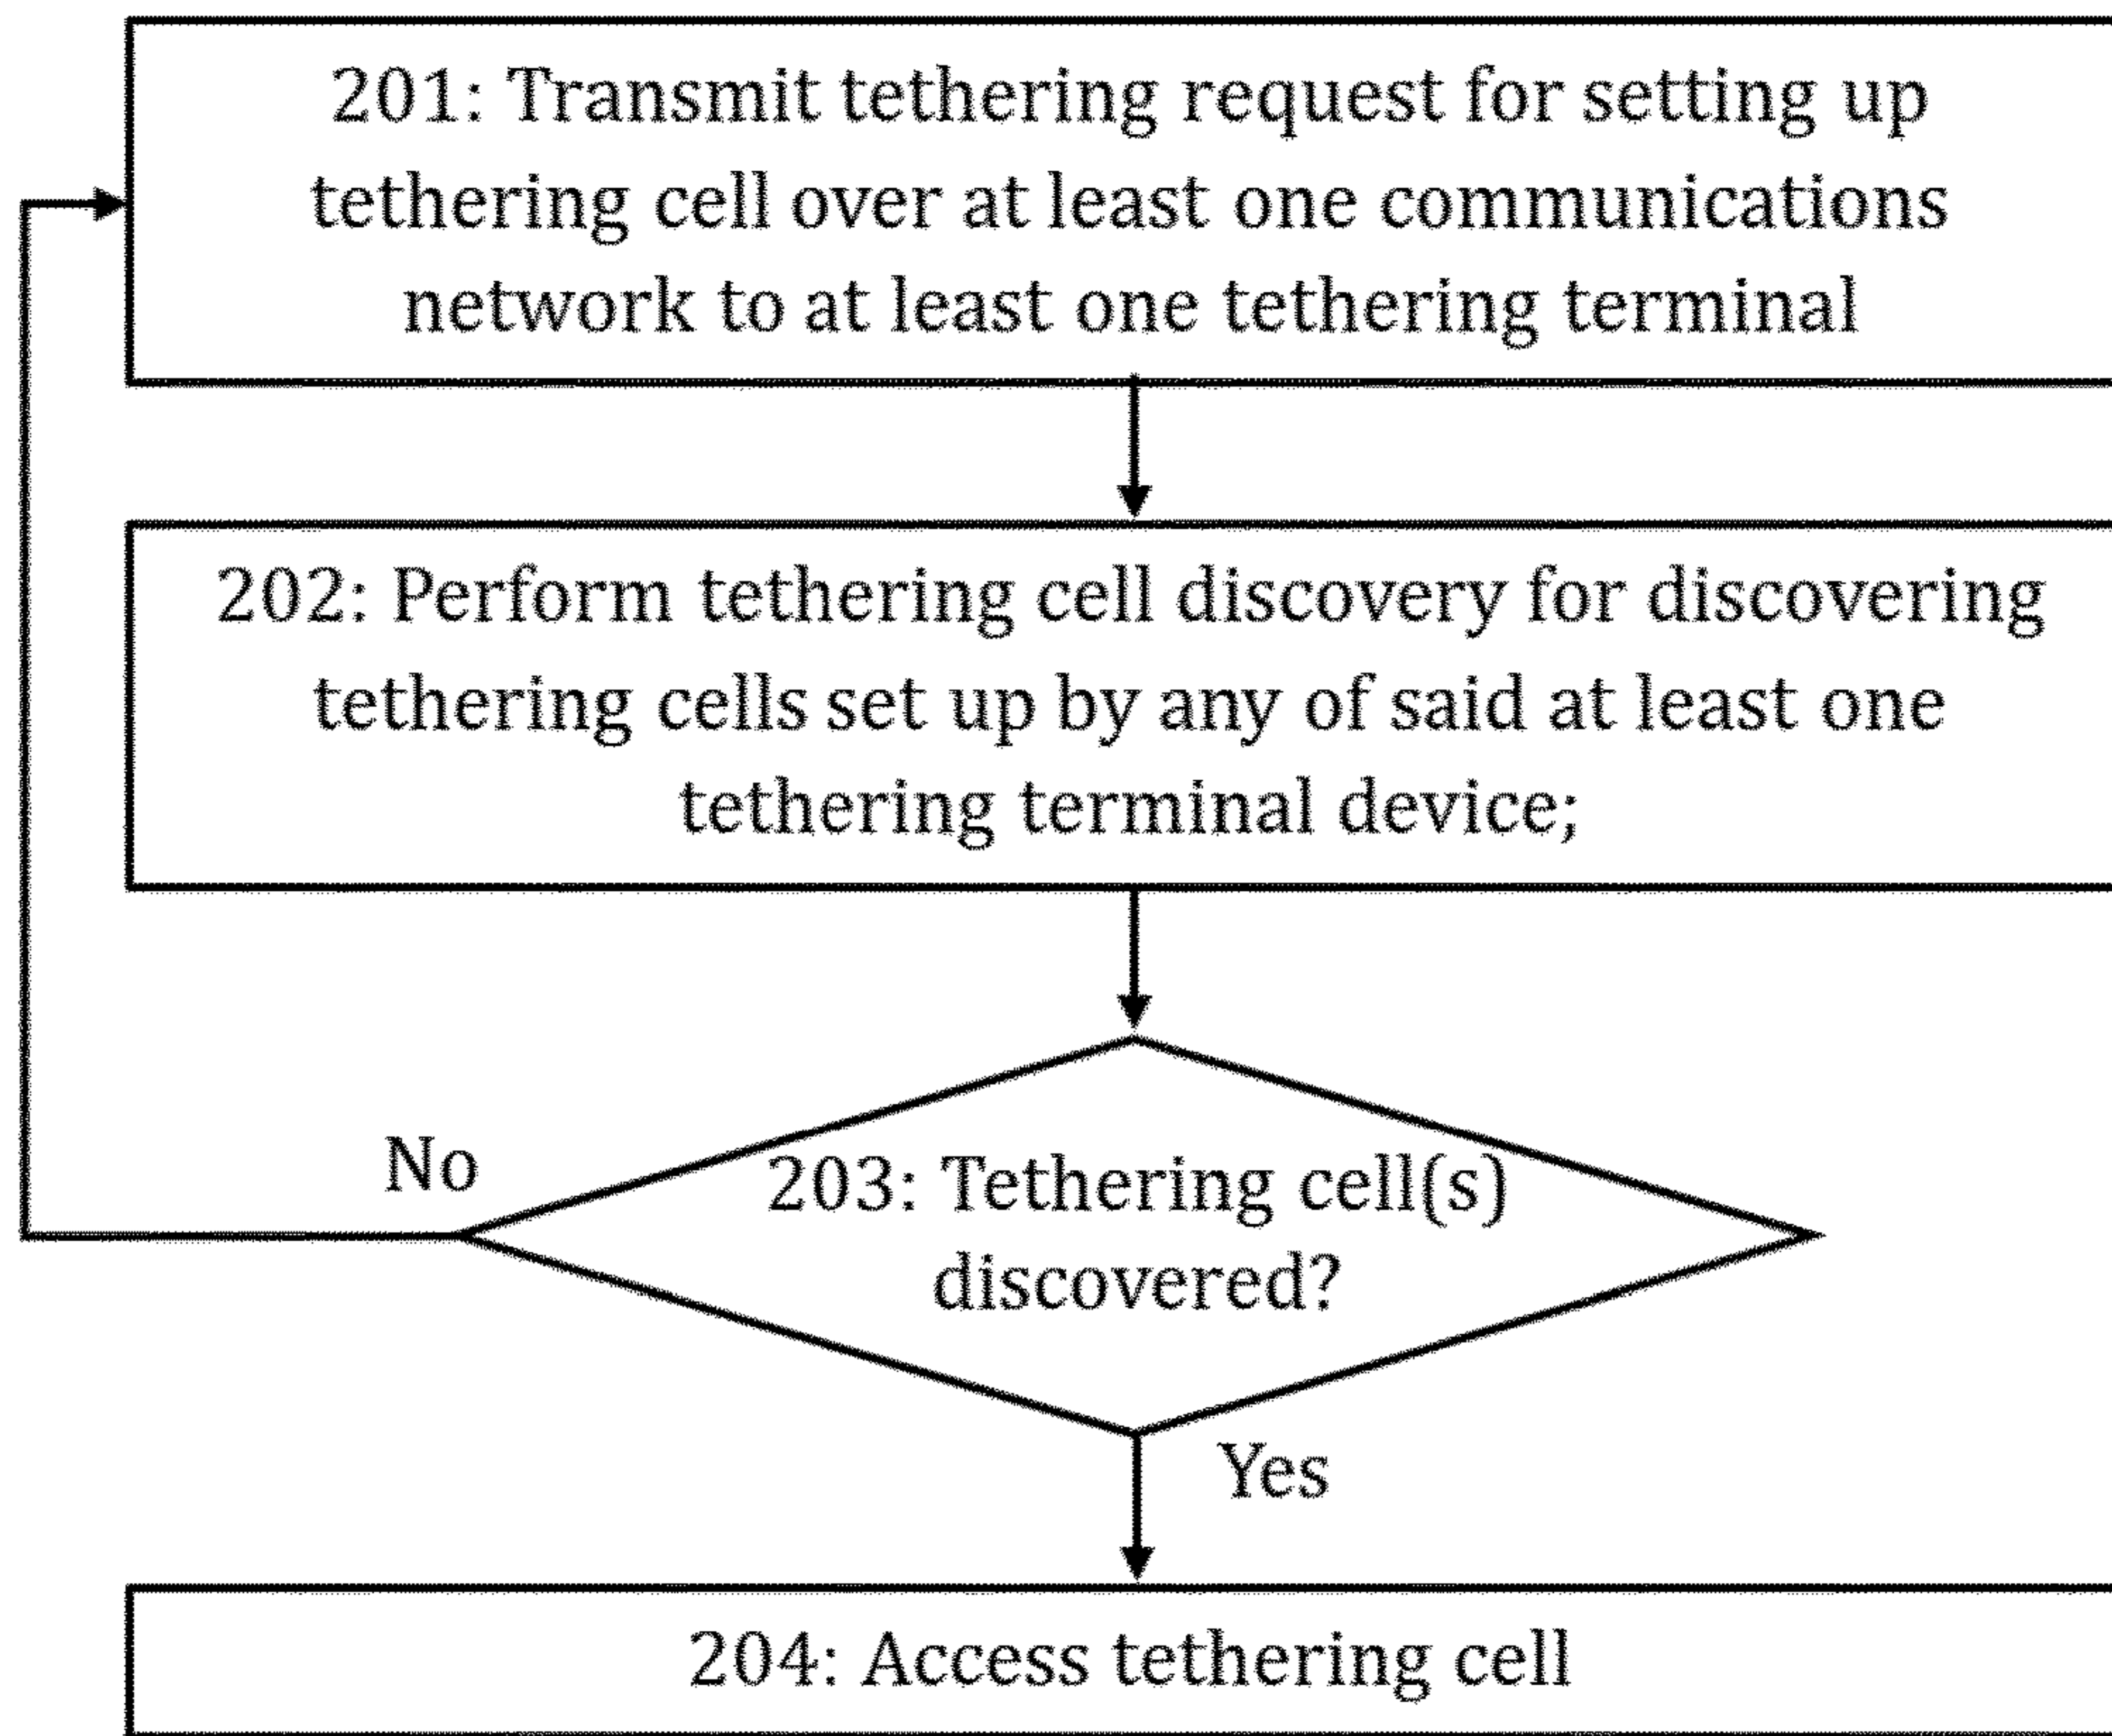 201: Transmit tethering request for setting up
tethering cell over at least one communications
network to at least one tethering terminal
202: Perform tethering cell discovery for discovering
tethering cells set up by any of said at least one
tethering terminal device;
No
203: Tethering cell(s)
discovered?
Yes
204: Access tethering cell